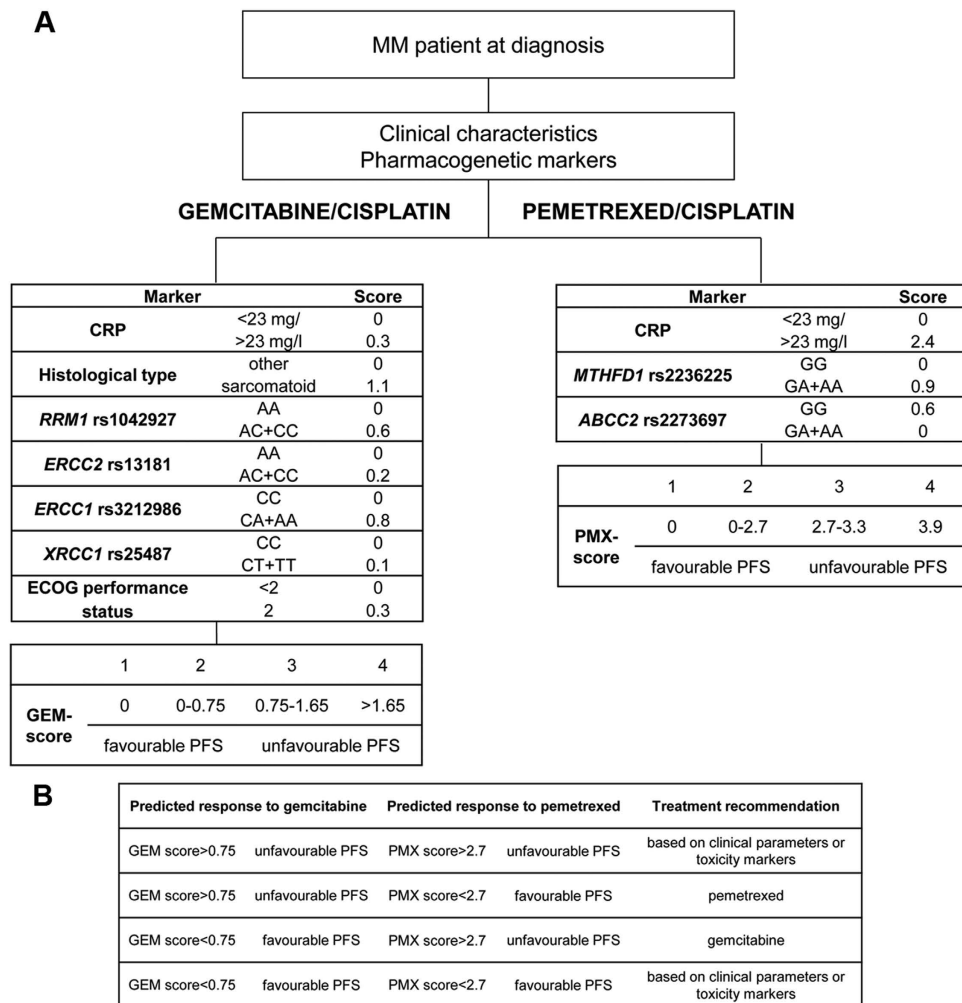 A
MM patient at diagnosis
Clinical characteristics
Pharmacogenetic markers
GEMCITABINE/CISPLATIN PEMETREXED/CISPLATIN
Marker Score
CRP <23 mg/ 0
>23 mg/l 0.3
Histological type other 0
sarcomatoid 1.1
RRM1 rs1042927 AA 0
AC+CC 0.6
ERCC2 rs13181 AA 0
AC+CC 0.2
ERCC1 rs3212986 CC 0
CA+AA 0.8
XRCC1 rs25487 CC 0
CT+TT 0.1
ECOG performance status <2 0
2 0.3
GEM-score
1 2 3 4
0 0-0.75 0.75-1.65 >1.65
favourable PFS unfavourable PFS
Marker Score
CRP <23 mg/ 0
>23 mg/l 2.4
MTHFD1 rs2236225 GG 0
GA+AA 0.9
ABCC2 rs2273697 GG 0.6
GA+AA 0
PMX-score
1 2 3 4
0 0-2.7 2.7-3.3 3.9
favourable PFS unfavourable PFS
B
Predicted response to gemcitabine Predicted response to pemetrexed Treatment recommendation
GEM score>0.75 unfavourable PFS PMX score>2.7 unfavourable PFS based on clinical parameters or toxicity markers
GEM score>0.75 unfavourable PFS PMX score<2.7 favourable PFS pemetrexed
GEM score<0.75 favourable PFS PMX score>2.7 unfavourable PFS gemcitabine
GEM score<0.75 favourable PFS PMX score<2.7 favourable PFS based on clinical parameters or toxicity markers